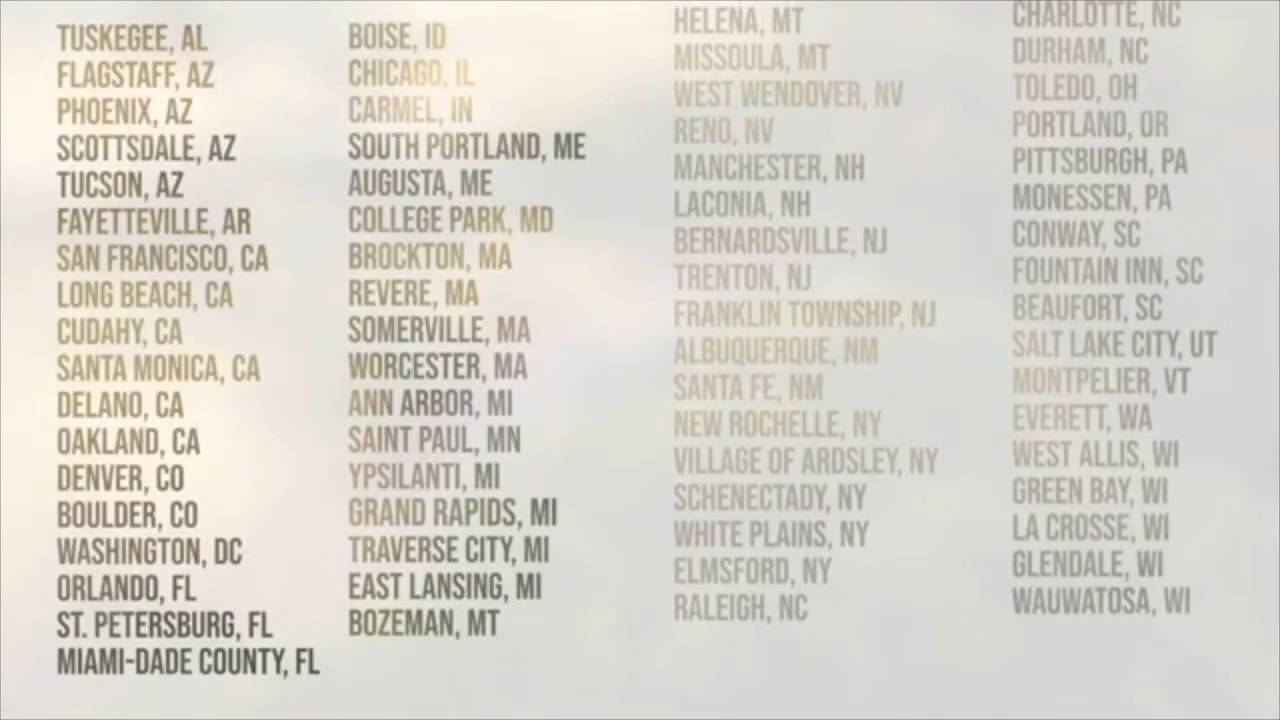 TUSKEGEE, AL
FLAGSTAFF, AZ
PHOENIX, AZ
SCOTTSDALE, AZ
TUCSON, AZ
FAYETTEVILLE, AR
SAN FRANCISCO, CA
LONG BEACH, CA
CUDAHY, CA
SANTA MONICA, CA
DELANO, CA
OAKLAND, CA
DENVER, CO
BOULDER, CO
WASHINGTON, DC
ORLANDO, FL
ST. PETERSBURG, FL
MIAMI-DADE COUNTY, FL
BOISE, ID
CHICAGO, IL
CARMEL, IN
SOUTH PORTLAND, ME
AUGUSTA, ME
COLLEGE PARK, MD
BROCKTON, MA
REVERE, MA
SOMERVILLE, MA
WORCESTER, MA
ANN ARBOR, MI
SAINT PAUL, MN
YPSILANTI, MI
GRAND RAPIDS, MI
TRAVERSE CITY, MI
EAST LANSING, MI
BOZEMAN, MT
HELENA, MT
MISSOULA, MT
WEST WENDOVER, NV
RENO, NV
MANCHESTER, NH
LACONIA, NH
BERNARDSVILLE, NJ
TRENTON, NJ
FRANKLIN TOWNSHIP, NJ
ALBUQUERQUE, NM
SANTA FE, NM
NEW ROCHELLE, NY
VILLAGE OF ARDSLEY, NY
SCHENECTADY, NY
WHITE PLAINS, NY
ELMSFORD, NY
RALEIGH, NC
CHARLOTTE, NC
DURHAM, NC
TOLEDO, OH
PORTLAND, OR
PITTSBURGH, PA
MONESSEN, PA
CONWAY, SC
FOUNTAIN INN, SC
BEAUFORT, SC
SALT LAKE CITY, UT
MONTPELIER, VT
EVERETT, WA
WEST ALLIS, WI
GREEN BAY, WI
LA CROSSE, WI
GLENDALE, WI
WAUWATOSA, WI